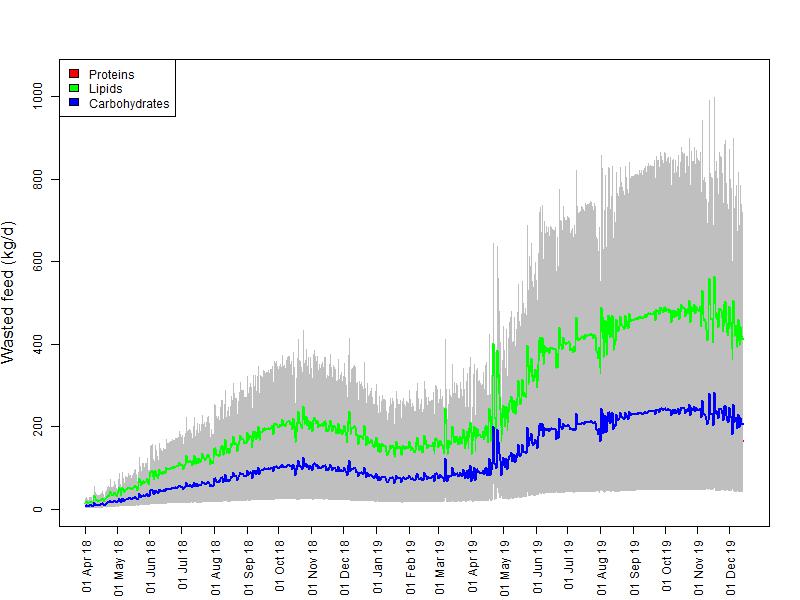 Proteins
Lipids
Carbohydrates
Wasted feed (kg/d)
1000
800
600
400
200
0
01 Apr 18
01 May 18
01 Jun 18
01 Jul 18
01 Aug 18
01 Sep 18
01 Oct 18
01 Nov 18
01 Dec 18
01 Jan 19
01 Feb 19
01 Mar 19
01 Apr 19
01 May 19
01 Jun 19
01 Jul 19
01 Aug 19
01 Sep 19
01 Oct 19
01 Nov 19
01 Dec 19